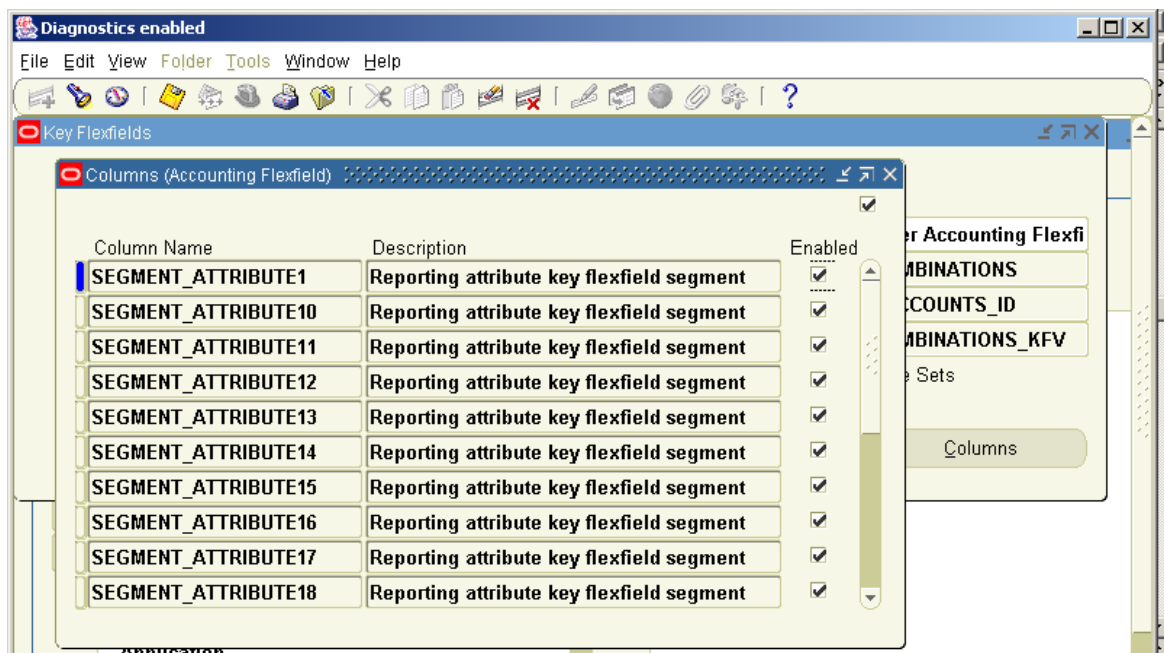 Diagnostics enabled
File Edit View Folder Tools Window Help
Key Flexfields
Columns (Accounting Flexfield)
Column Name Description Enabled
SEGMENT_ATTRIBUTE1 Reporting attribute key flexfield segment
SEGMENT_ATTRIBUTE10 Reporting attribute key flexfield segment
SEGMENT_ATTRIBUTE11 Reporting attribute key flexfield segment
SEGMENT_ATTRIBUTE12 Reporting attribute key flexfield segment
SEGMENT_ATTRIBUTE13 Reporting attribute key flexfield segment
SEGMENT_ATTRIBUTE14 Reporting attribute key flexfield segment
SEGMENT_ATTRIBUTE15 Reporting attribute key flexfield segment
SEGMENT_ATTRIBUTE16 Reporting attribute key flexfield segment
SEGMENT_ATTRIBUTE17 Reporting attribute key flexfield segment
SEGMENT_ATTRIBUTE18 Reporting attribute key flexfield segment
er Accounting Flexfi
MBINATIONS
CCOUNTS_ID
MBINATIONS_KFV
e Sets
Columns
Application